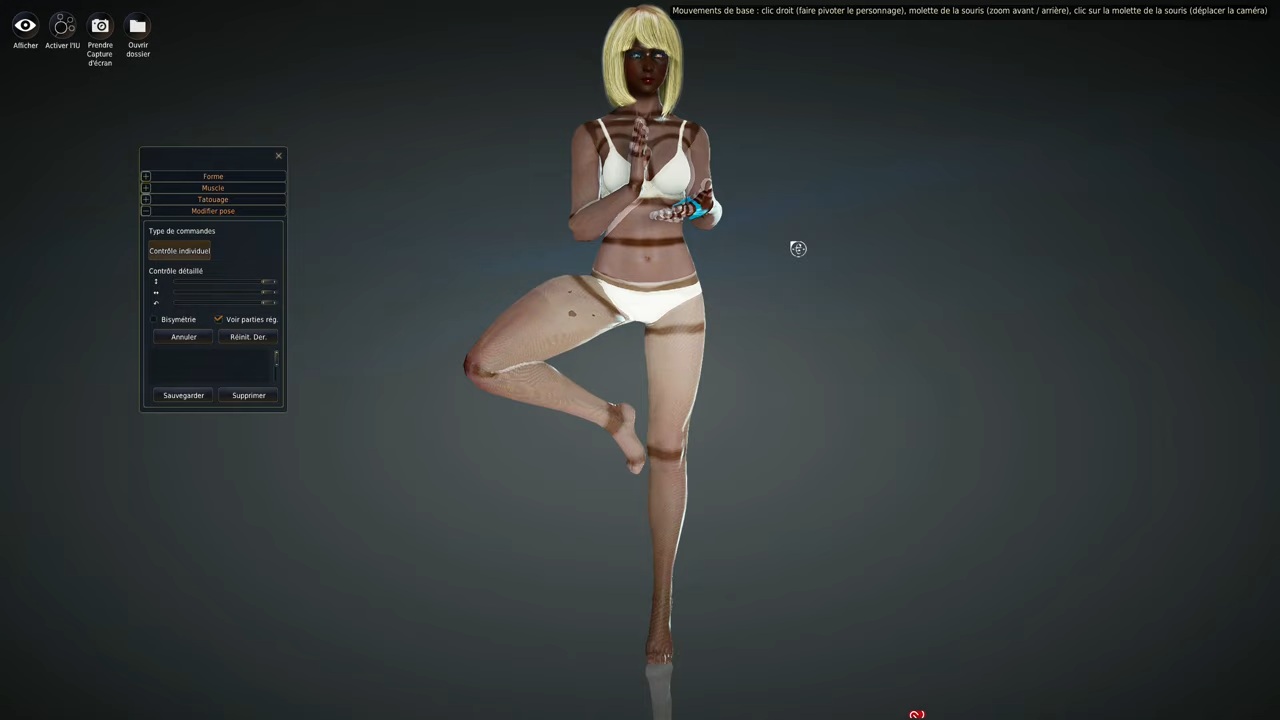 Mouvements de base : clic droit (faire pivoter le personnage), molette de la souris (zoom avant / arrière), clic sur la molette de la souris (déplacer la caméra)
Afficher
Activer l'IU
Prendre
Capture
d'écran
Ouvrir
dossier
Forme
Muscle
Tatouage
Modifier pose
Type de commandes
Contrôle individuel
Contrôle détaillé
Bisymétrie
Voir parties rég.
Annuler
Réinit. Der.
Sauvegarder
Supprimer